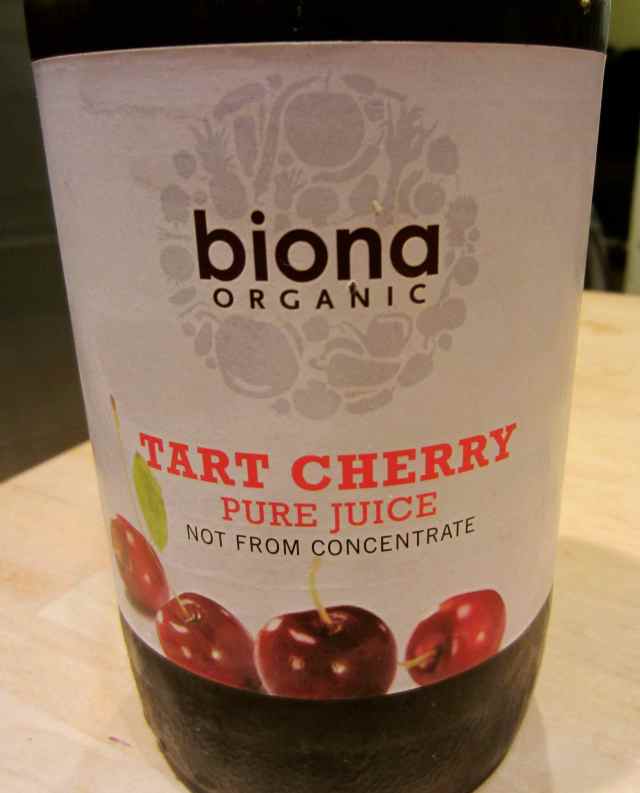 biona
ORGANIC
TART CHERRY
PURE JUICE
NOT FROM CONCENTRATE